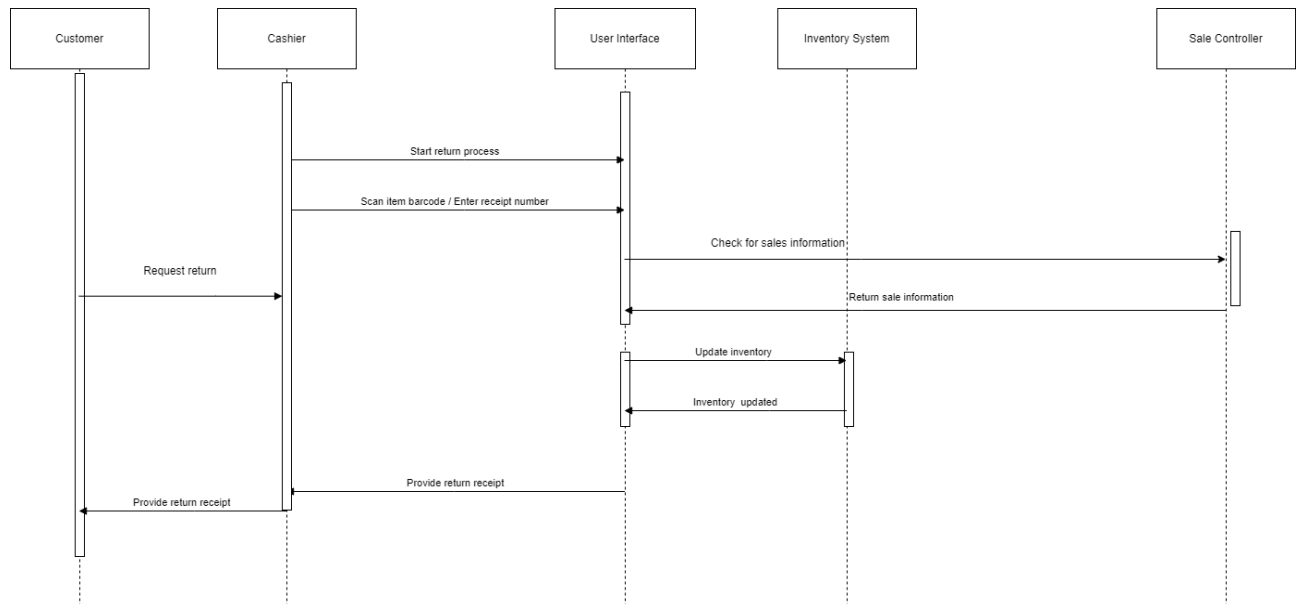 Customer
Cashier
User Interface
Inventory System
Sale Controller
Start return process
Scan item barcode / Enter receipt number
Check for sales information
Request return
Return sale information
Update inventory
Inventory updated
Provide return receipt
Provide return receipt